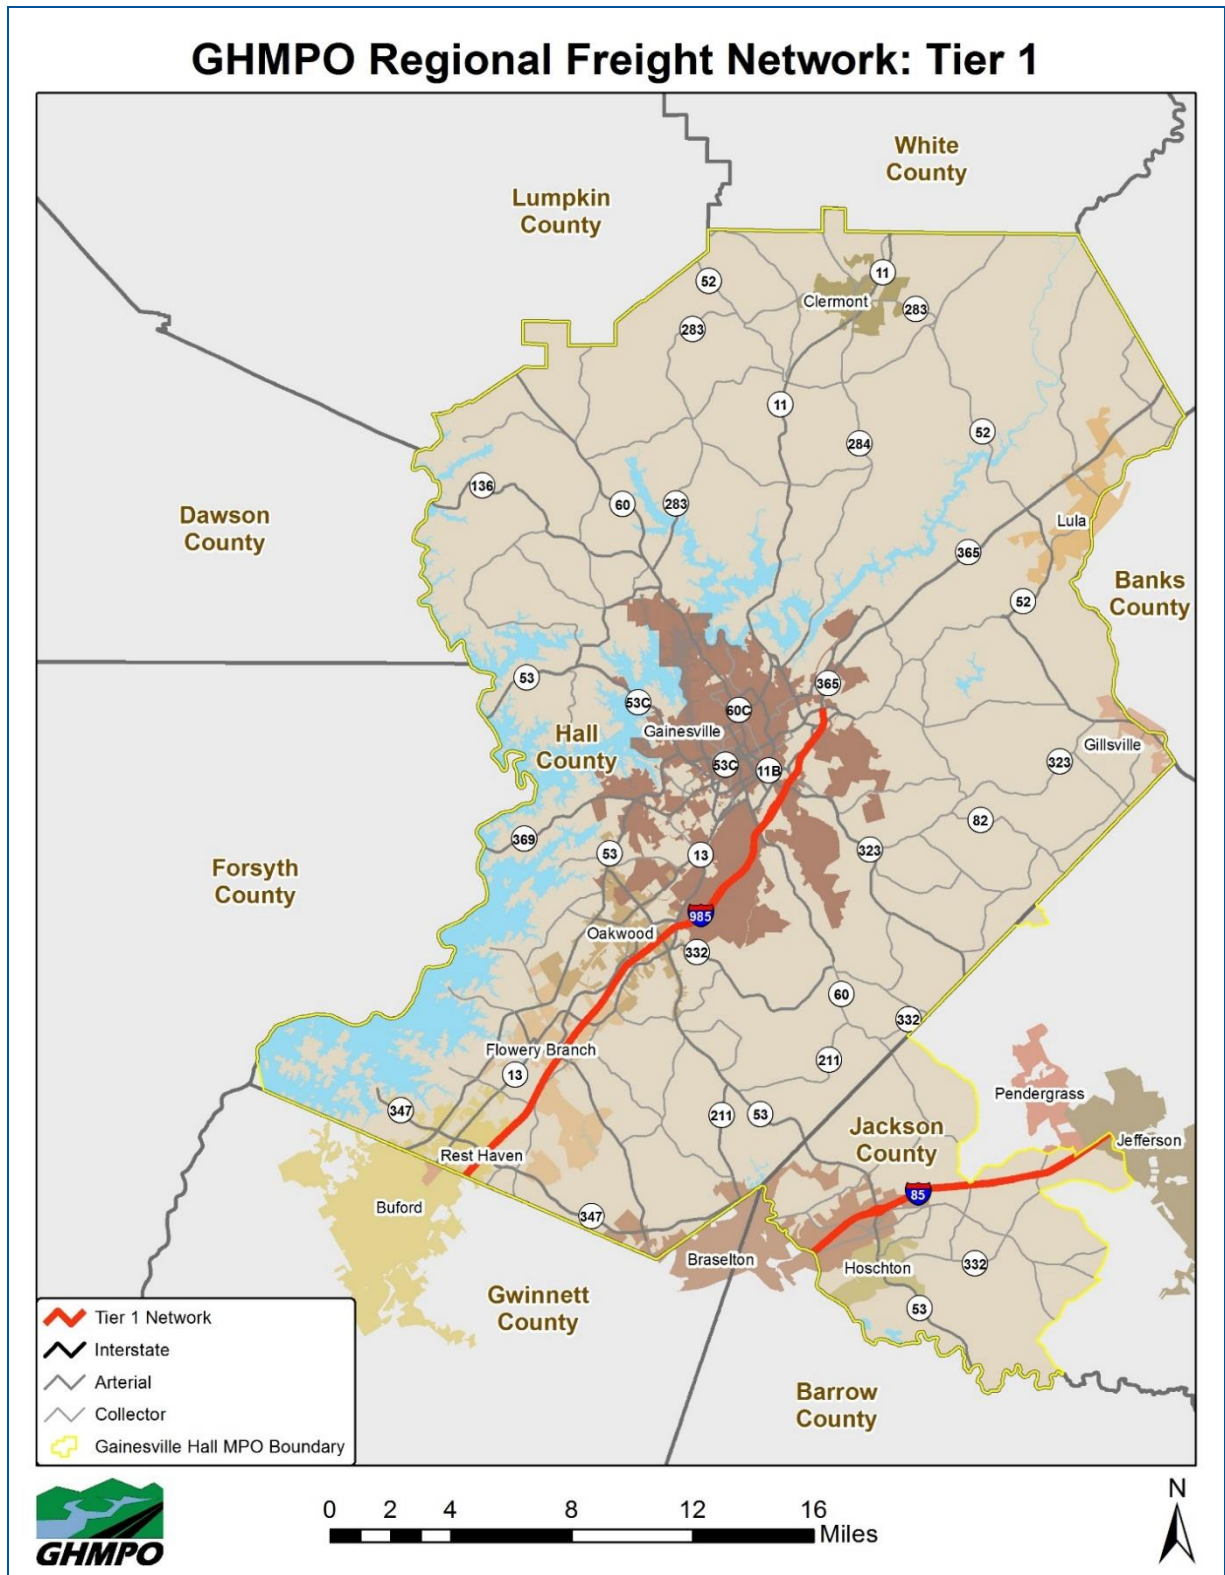 GHMPO Regional Freight Network: Tier 1
White
County
Lumpkin
County
52
11
Clermont
283
283
11
284
52
136
60
283
Dawson
County
Lula
365
Banks
County
52
53
365
53C
60C
Gainesville
Hall
County
Gillsville
323
53C
11B
82
369
53
13
323
Forsyth
County
985
Oakwood
332
60
332
Flowery Branch
211
13
Pendergrass
347
211
53
Jackson
County
Jefferson
Rest Haven
85
Buford
347
Braselton
Hoschton
332
Gwinnett
County
53
Barrow
County
Tier 1 Network
Interstate
Arterial
Collector
Gainesville Hall MPO Boundary
GHMPO
0 2 4 8 12 16
Miles
N